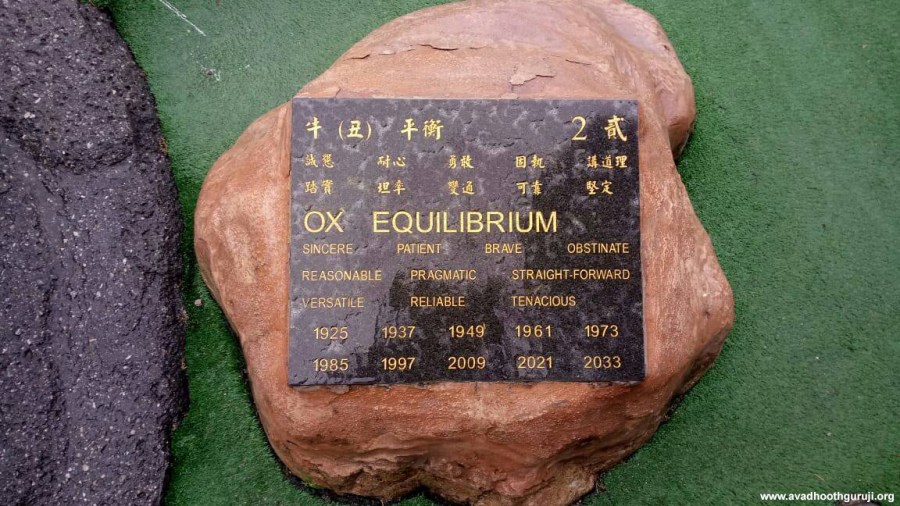 牛 (丑) 平衡 2 貳
誠懇 耐心 勇敢 固執 講道理
踏實 坦率 變通 可靠 堅定
OX EQUILIBRIUM
SINCERE PATIENT BRAVE OBSTINATE
REASONABLE PRAGMATIC STRAIGHT-FORWARD
VERSATILE RELIABLE TENACIOUS
1925 1937 1949 1961 1973
1985 1997 2009 2021 2033
www.avadhoothguruji.org